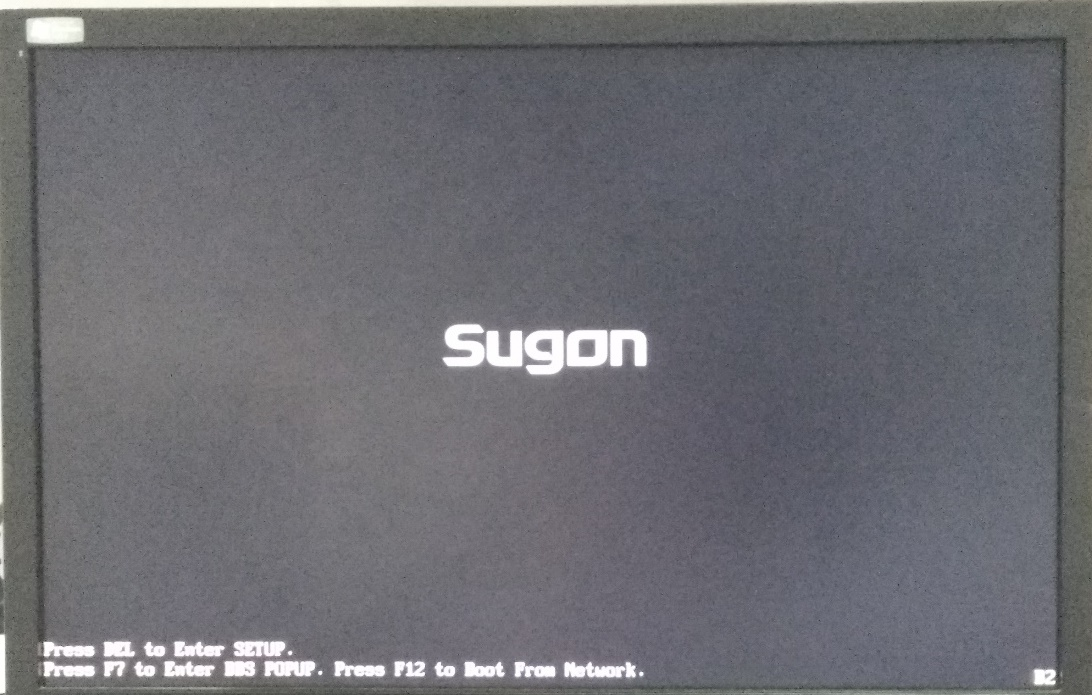 Sugon
Press DEL to Enter SETUP.
Press F7 to Enter BBS POPUP. Press F12 to Boot From Network.
B2